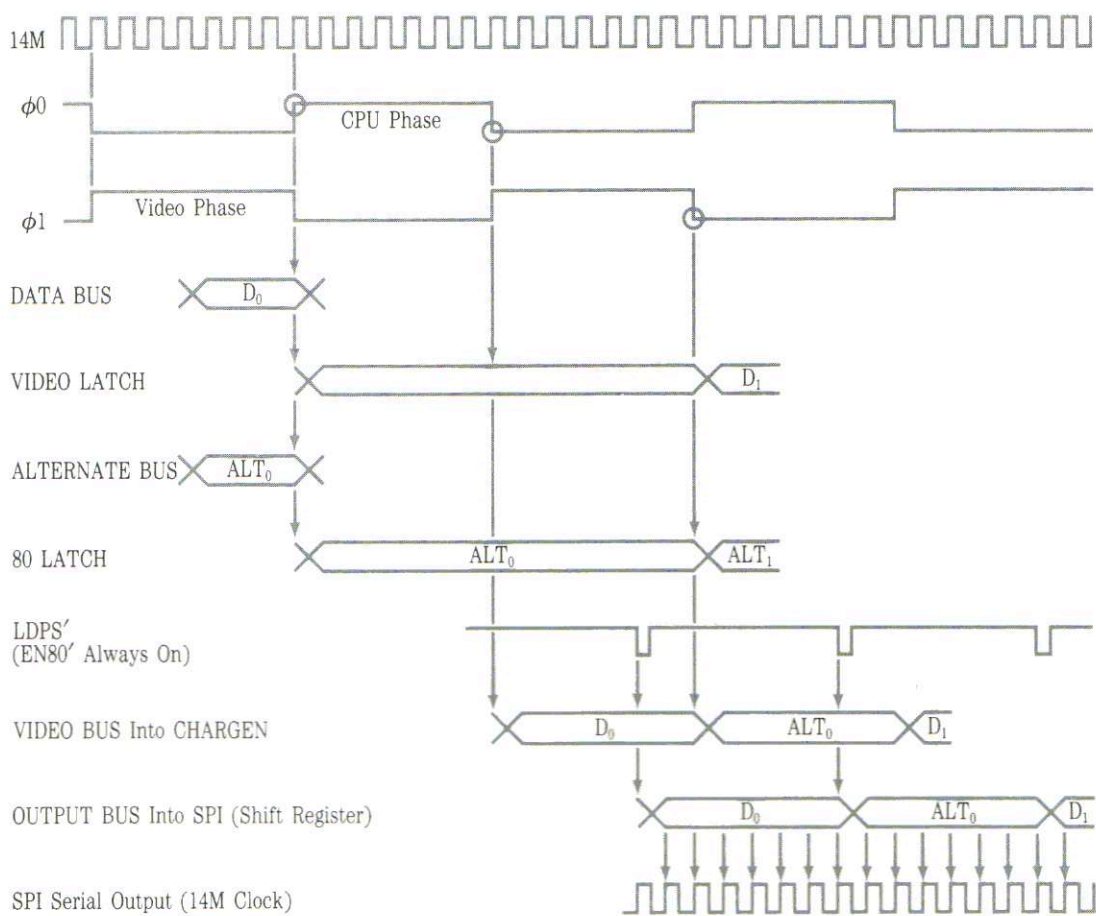 14M
ϕ0
CPU Phase
Video Phase
ϕ1
DATA BUS
D₀
VIDEO LATCH
D₁
ALTERNATE BUS
ALT₀
80 LATCH
ALT₀
ALT₁
LDPS′
(EN80′ Always On)
VIDEO BUS Into CHARGEN
D₀
ALT₀
D₁
OUTPUT BUS Into SPI (Shift Register)
D₀
ALT₀
D₁
SPI Serial Output (14M Clock)